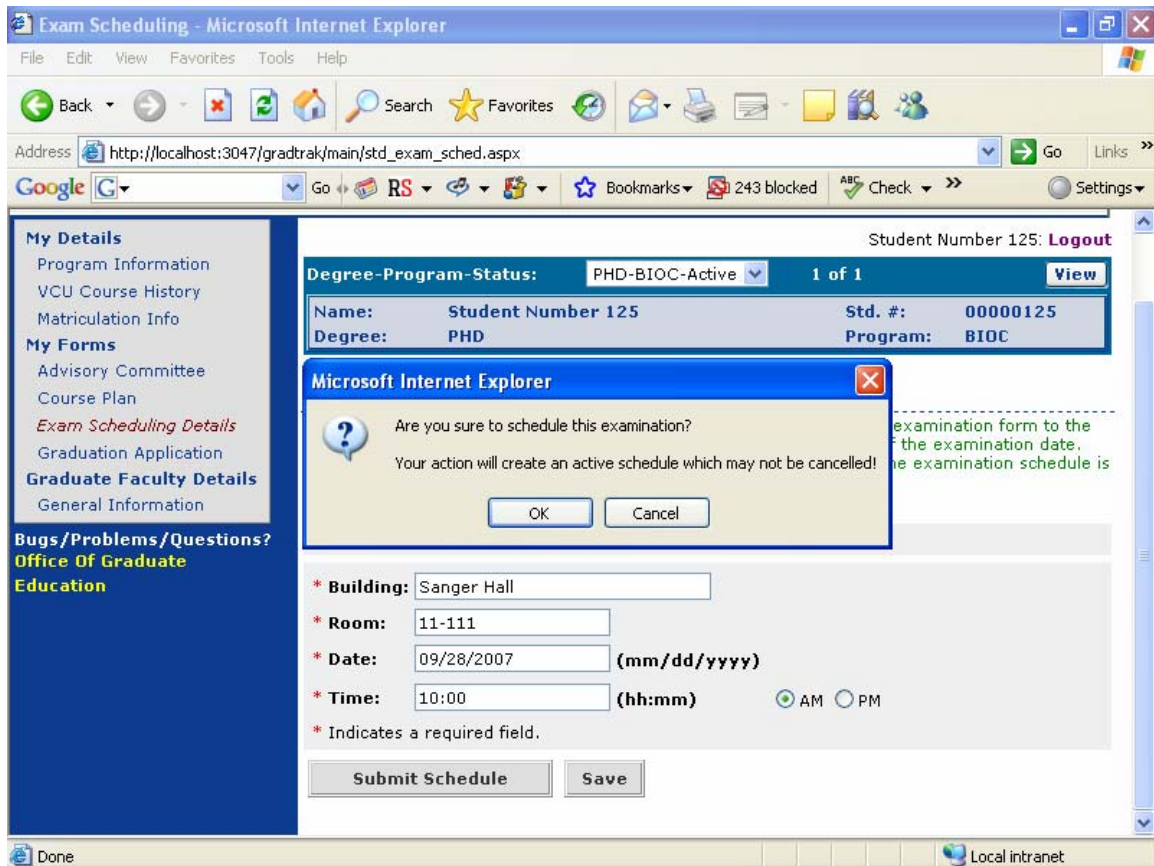 Exam Scheduling - Microsoft Internet Explorer
File Edit View Favorites Tools Help
Back Search Favorites
Address http://localhost:3047/gradtrak/main/std_exam_sched.aspx Go Links »
Google G Go RS Bookmarks 243 blocked ABC Check » Settings
My Details
Program Information
VCU Course History
Matriculation Info
My Forms
Advisory Committee
Course Plan
Exam Scheduling Details
Graduation Application
Graduate Faculty Details
General Information
Bugs/Problems/Questions?
Office Of Graduate
Education
Student Number 125: Logout
Degree-Program-Status: PHD-BIOC-Active 1 of 1 View
Name: Student Number 125 Std. #: 00000125
Degree: PHD Program: BIOC
Microsoft Internet Explorer
Are you sure to schedule this examination?
Your action will create an active schedule which may not be cancelled!
OK Cancel
examination form to the
the examination date.
examination schedule is
* Building: Sanger Hall
* Room: 11-111
* Date: 09/28/2007 (mm/dd/yyyy)
* Time: 10:00 (hh:mm) AM PM
* Indicates a required field.
Submit Schedule Save
Done Local intranet